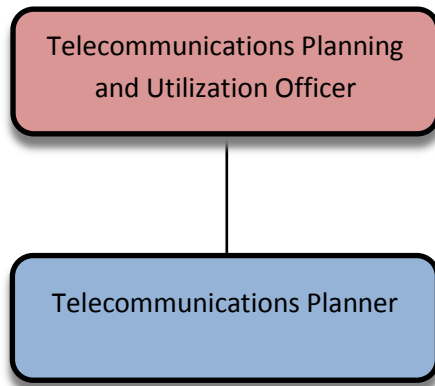 Telecommunications Planning
and Utilization Officer
Telecommunications Planner